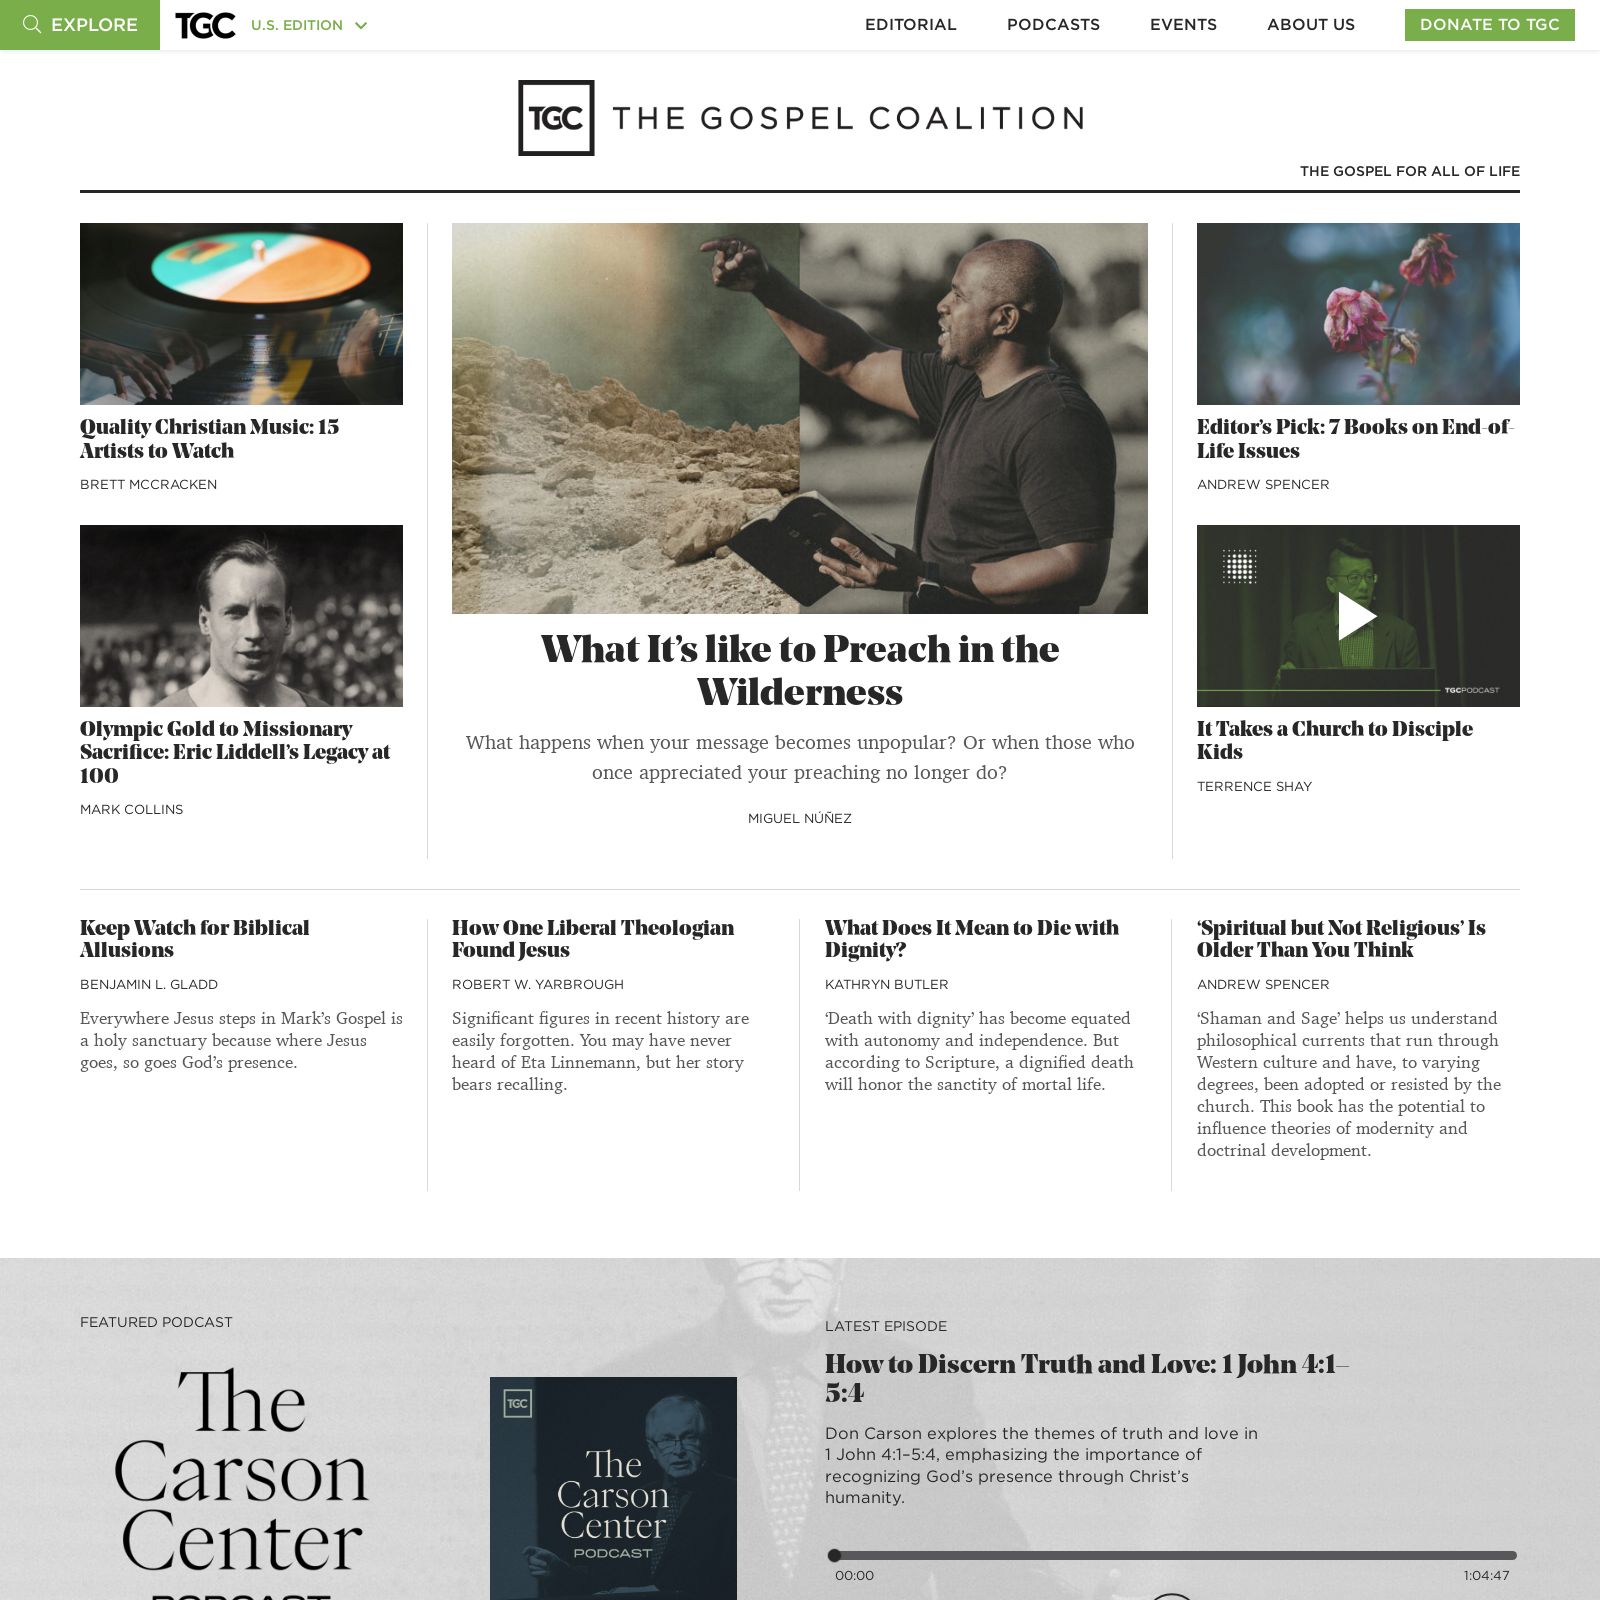 EXPLORE
TGC
U.S. EDITION
EDITORIAL
PODCASTS
EVENTS
ABOUT US
DONATE TO TGC
TGC THE GOSPEL COALITION
THE GOSPEL FOR ALL OF LIFE
Quality Christian Music: 15
Artists to Watch
BRETT MCCRACKEN
Olympic Gold to Missionary
Sacrifice: Eric Liddell’s Legacy at
100
MARK COLLINS
What It’s like to Preach in the
Wilderness
What happens when your message becomes unpopular? Or when those who
once appreciated your preaching no longer do?
MIGUEL NÚÑEZ
Editor’s Pick: 7 Books on End-of-
Life Issues
ANDREW SPENCER
TGCPODCAST
It Takes a Church to Disciple
Kids
TERRENCE SHAY
Keep Watch for Biblical
Allusions
BENJAMIN L. GLADD
Everywhere Jesus steps in Mark’s Gospel is
a holy sanctuary because where Jesus
goes, so goes God’s presence.
How One Liberal Theologian
Found Jesus
ROBERT W. YARBROUGH
Significant figures in recent history are
easily forgotten. You may have never
heard of Eta Linnemann, but her story
bears recalling.
What Does It Mean to Die with
Dignity?
KATHRYN BUTLER
‘Death with dignity’ has become equated
with autonomy and independence. But
according to Scripture, a dignified death
will honor the sanctity of mortal life.
‘Spiritual but Not Religious’ Is
Older Than You Think
ANDREW SPENCER
‘Shaman and Sage’ helps us understand
philosophical currents that run through
Western culture and have, to varying
degrees, been adopted or resisted by the
church. This book has the potential to
influence theories of modernity and
doctrinal development.
FEATURED PODCAST
The
Carson
Center
PODCAST
TGC
The
Carson
Center
PODCAST
LATEST EPISODE
How to Discern Truth and Love: 1 John 4:1–
5:4
Don Carson explores the themes of truth and love in
1 John 4:1–5:4, emphasizing the importance of
recognizing God’s presence through Christ’s
humanity.
00:00
1:04:47